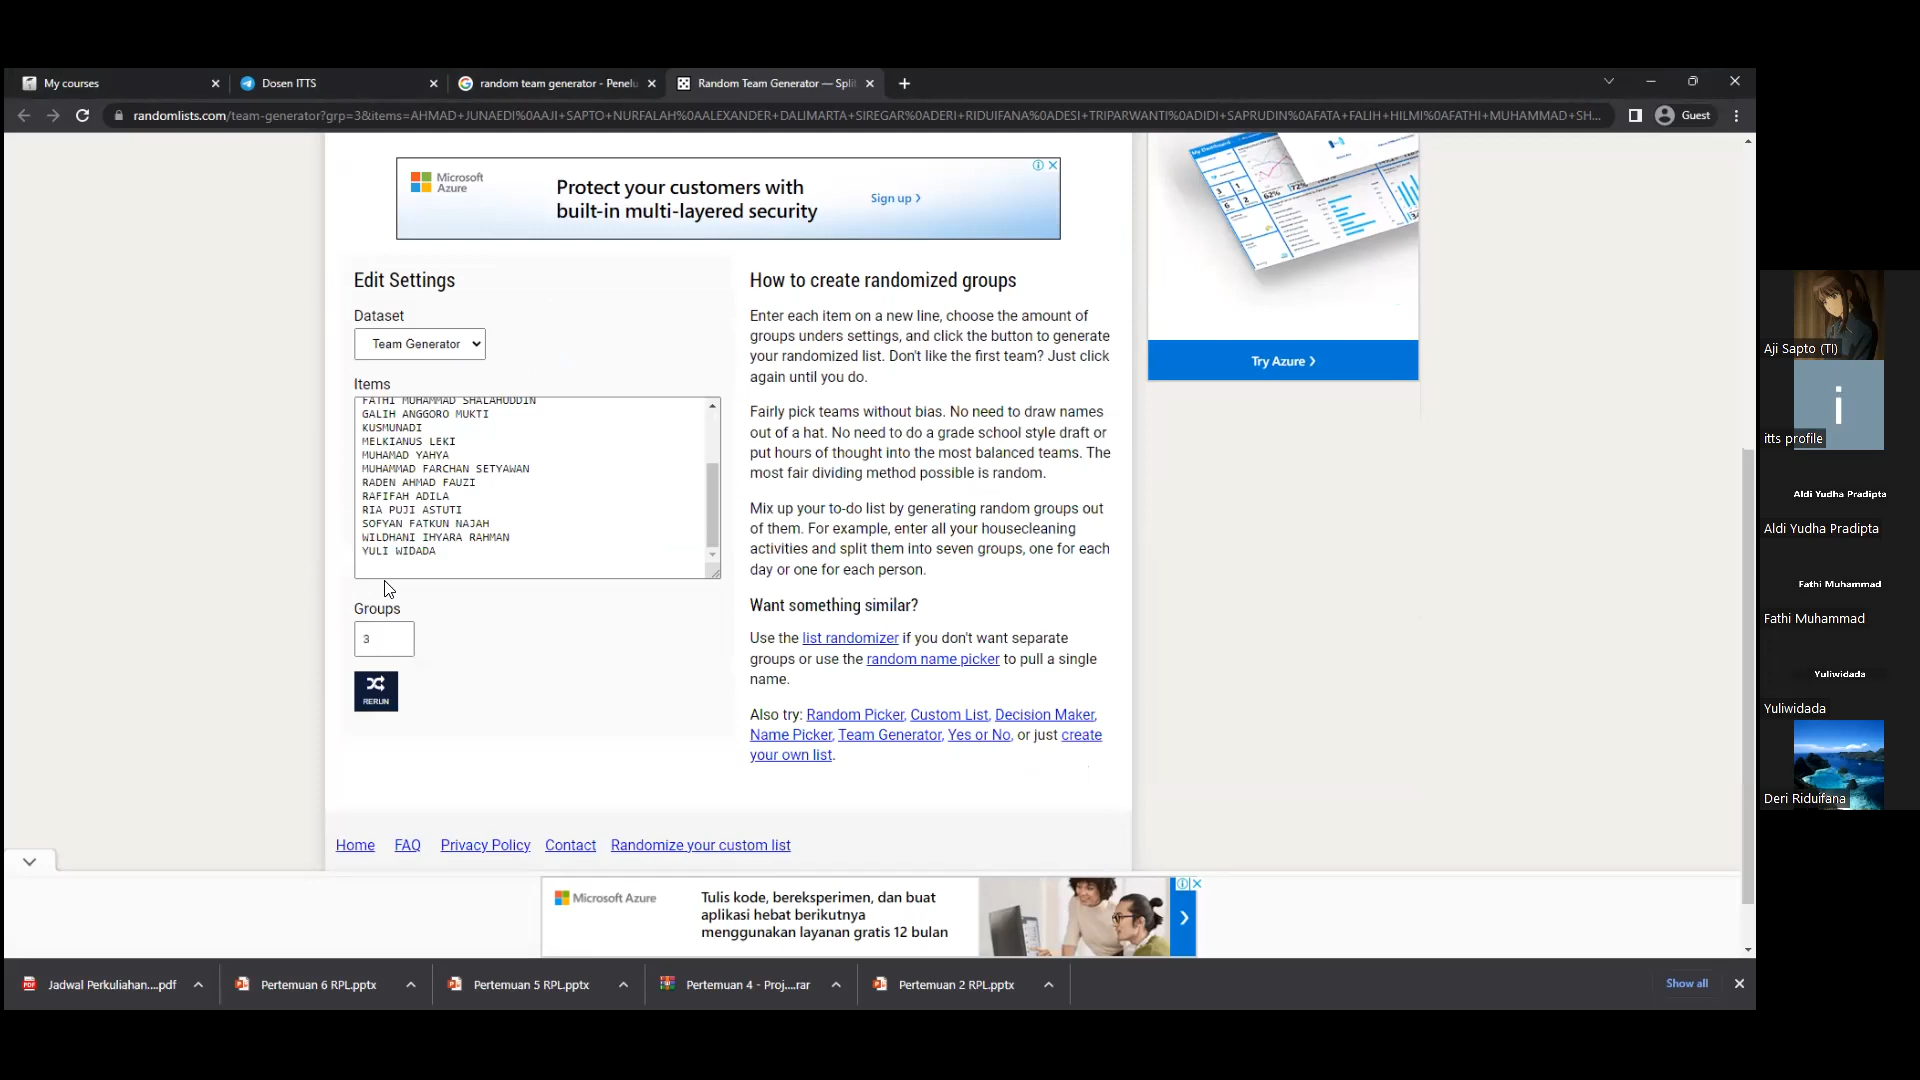 My courses
Dosen ITTS
random team generator - Penelu
Random Team Generator — Split
randomlists.com/team-generator?grp=3&items=AHMAD+JUNAEDI%0AAJI+SAPTO+NURFALAH%0AALEXANDER+DALIMARTA+SIREGAR%0ADERI+RIDUIFANA%0ADESI+TRIPARWANTI%0ADIDI+SAPRUDIN%0AFATA+FALIH+HILMI%0AFATHI+MUHAMMAD+SH...
Guest
Microsoft
Azure
Protect your customers with
built-in multi-layered security
Sign up >
Edit Settings
Dataset
Team Generator
Items
FATHI MUHAMMAD SHALAHUDDIN
GALIH ANGGORO MUKTI
KUSMUNADI
MELKIANUS LEKI
MUHAMAD YAHYA
MUHAMMAD FARCHAN SETYAWAN
RADEN AHMAD FAUZI
RAFIFAH ADILA
RIA PUJI ASTUTI
SOFYAN FATKUN NAJAH
WILDHANI IHYARA RAHMAN
YULI WIDADA
Groups
3
RERUN
How to create randomized groups
Enter each item on a new line, choose the amount of
groups unders settings, and click the button to generate
your randomized list. Don't like the first team? Just click
again until you do.
Fairly pick teams without bias. No need to draw names
out of a hat. No need to do a grade school style draft or
put hours of thought into the most balanced teams. The
most fair dividing method possible is random.
Mix up your to-do list by generating random groups out
of them. For example, enter all your housecleaning
activities and split them into seven groups, one for each
day or one for each person.
Want something similar?
Use the list randomizer if you don't want separate
groups or use the random name picker to pull a single
name.
Also try: Random Picker, Custom List, Decision Maker,
Name Picker, Team Generator, Yes or No, or just create
your own list.
Try Azure >
Home FAQ Privacy Policy Contact Randomize your custom list
Microsoft Azure
Tulis kode, bereksperimen, dan buat
aplikasi hebat berikutnya
menggunakan layanan gratis 12 bulan
Jadwal Perkuliahan....pdf
Pertemuan 6 RPL.pptx
Pertemuan 5 RPL.pptx
Pertemuan 4 - Proj....rar
Pertemuan 2 RPL.pptx
Show all
Aji Sapto (TI)
i
itts profile
Aldi Yudha Pradipta
Aldi Yudha Pradipta
Fathi Muhammad
Fathi Muhammad
Yuliwidada
Yuliwidada
Deri Riduifana